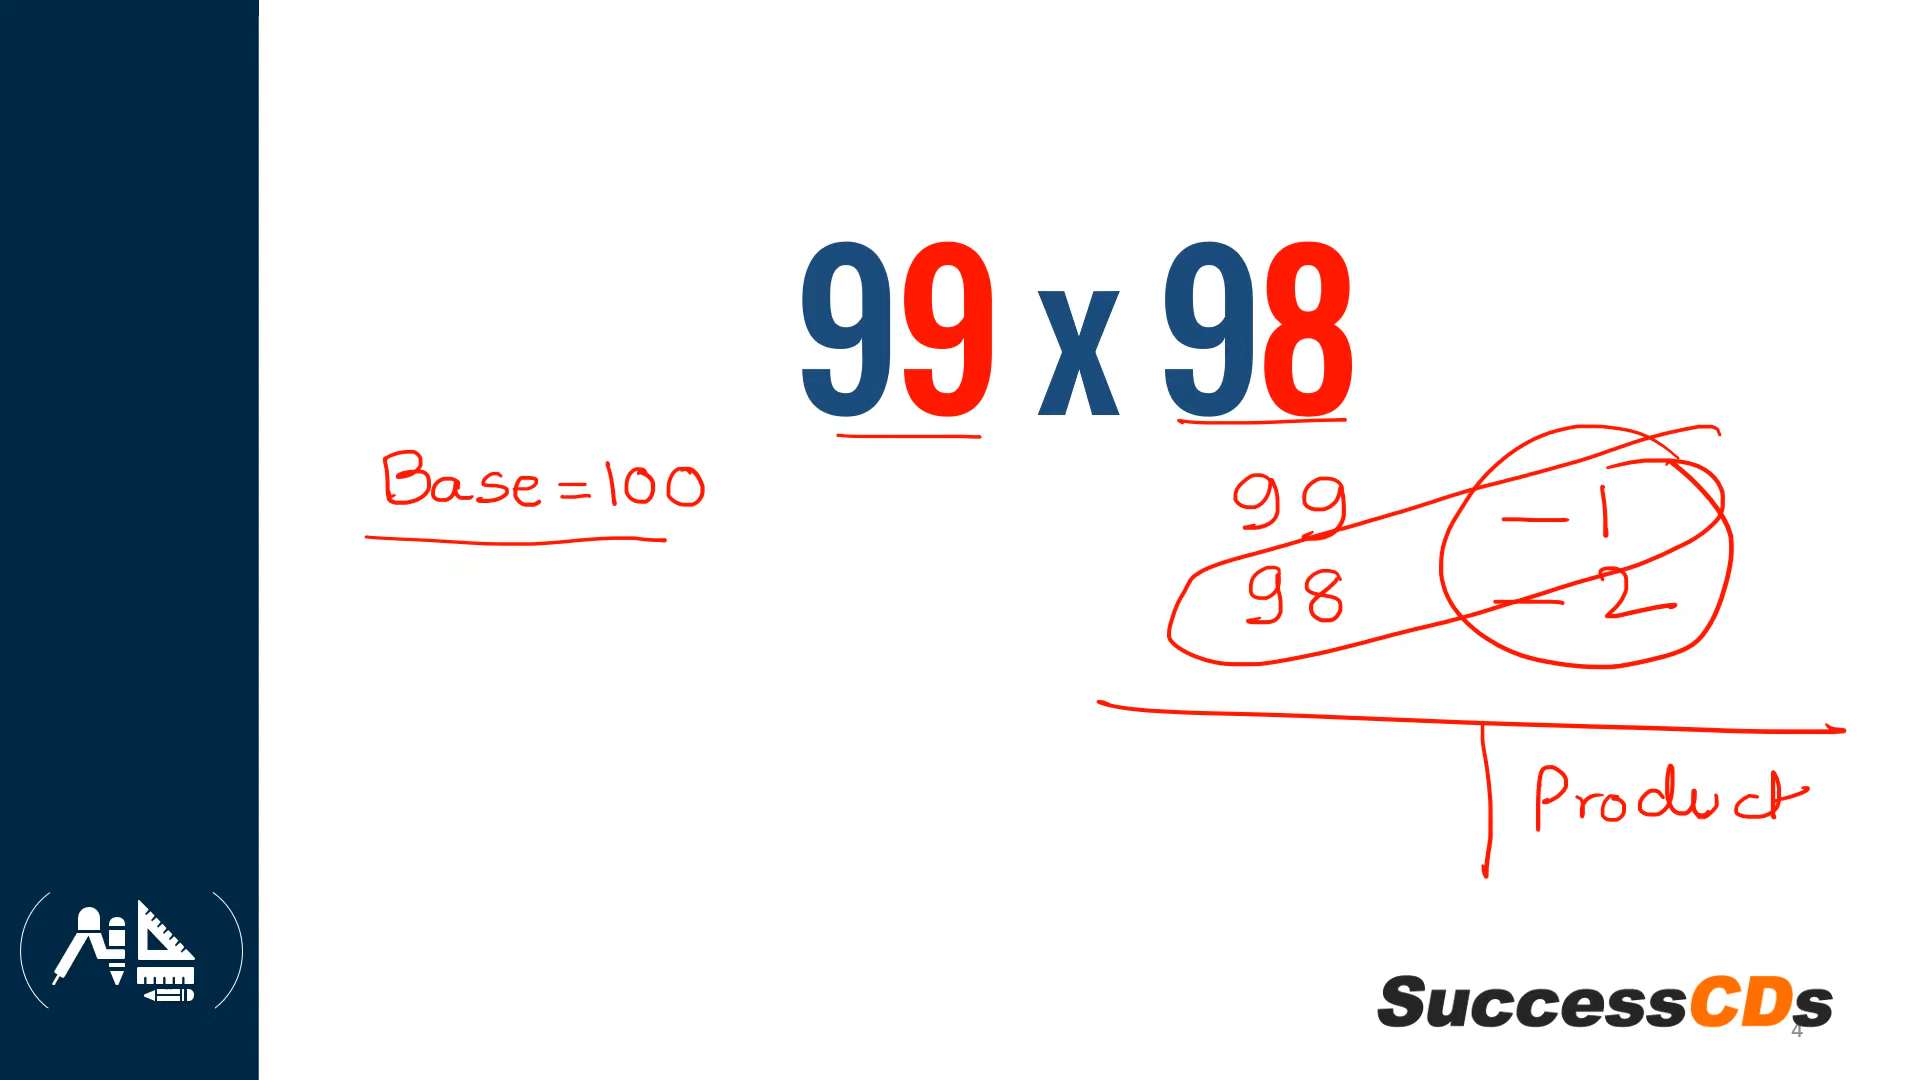 99 x 98
Base = 100
99 - 1
98 - 2
Product
SuccessCDs
4